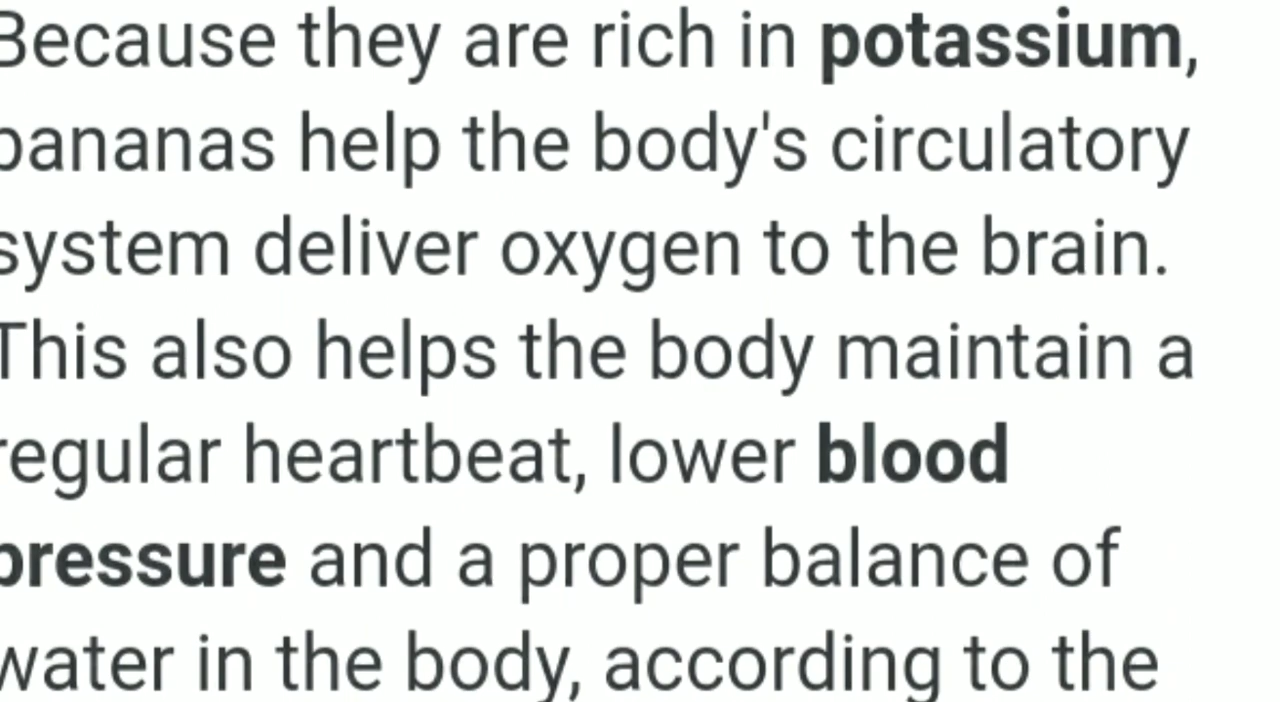 Because they are rich in potassium,
bananas help the body's circulatory
system deliver oxygen to the brain.
This also helps the body maintain a
regular heartbeat, lower blood
pressure and a proper balance of
water in the body, according to the